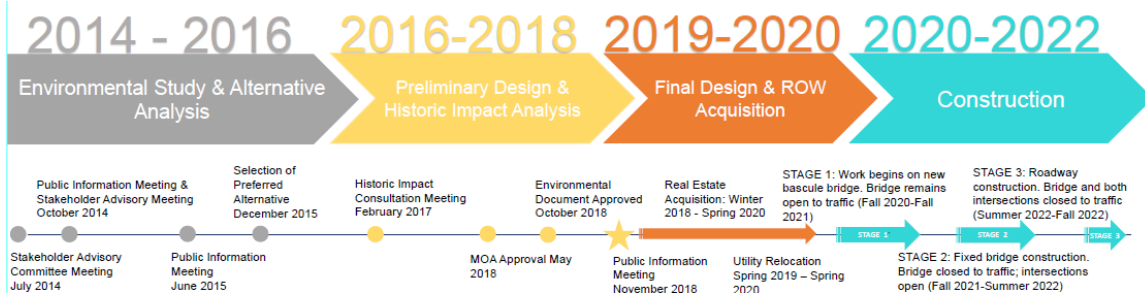 2014 - 2016
Environmental Study & Alternative
Analysis
2016-2018
Preliminary Design &
Historic Impact Analysis
2019-2020
Final Design & ROW
Acquisition
2020-2022
Construction
Stakeholder Advisory
Committee Meeting
July 2014
Public Information Meeting &
Stakeholder Advisory Meeting
October 2014
Public Information
Meeting
June 2015
Selection of
Preferred
Alternative
December 2015
Historic Impact
Consultation Meeting
February 2017
MOA Approval May
2018
Environmental
Document Approved
October 2018
Public Information
Meeting
November 2018
Real Estate
Acquisition: Winter
2018 - Spring 2020
Utility Relocation
Spring 2019 – Spring
2020
STAGE 1: Work begins on new
bascule bridge. Bridge remains
open to traffic (Fall 2020-Fall
2021)
STAGE 1
STAGE 2: Fixed bridge construction.
Bridge closed to traffic; intersections
open (Fall 2021-Summer 2022)
STAGE 2
STAGE 3: Roadway
construction. Bridge and both
intersections closed to traffic
(Summer 2022-Fall 2022)
STAGE 3